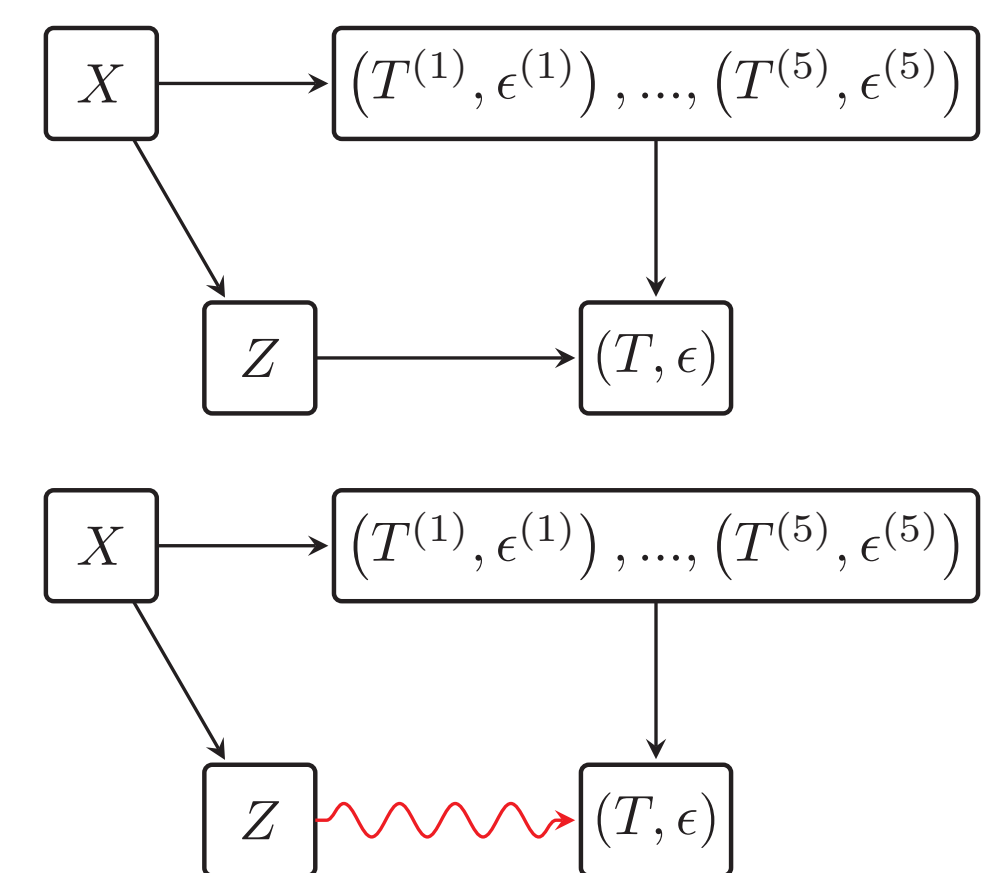 X (T^{(1)}, ϵ^{(1)}) , ..., (T^{(5)}, ϵ^{(5)})
Z (T, ϵ)
X (T^{(1)}, ϵ^{(1)}) , ..., (T^{(5)}, ϵ^{(5)})
Z (T, ϵ)